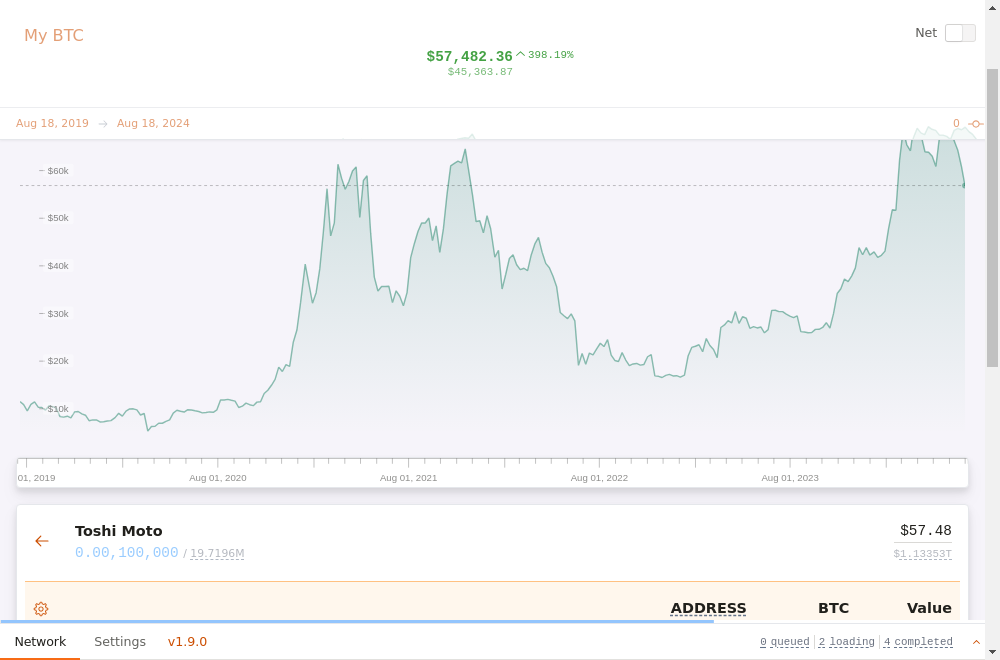 My BTC
Net
$57,482.36 398.19%
$45,363.87
Aug 18, 2019 → Aug 18, 2024
0
$60k
$50k
$40k
$30k
$20k
$10k
01, 2019 Aug 01, 2020 Aug 01, 2021 Aug 01, 2022 Aug 01, 2023
Toshi Moto
$57.48
0.00,100,000 / 19.7196M
$1.13353T
ADDRESS BTC Value
Network Settings v1.9.0 0 queued 2 loading 4 completed